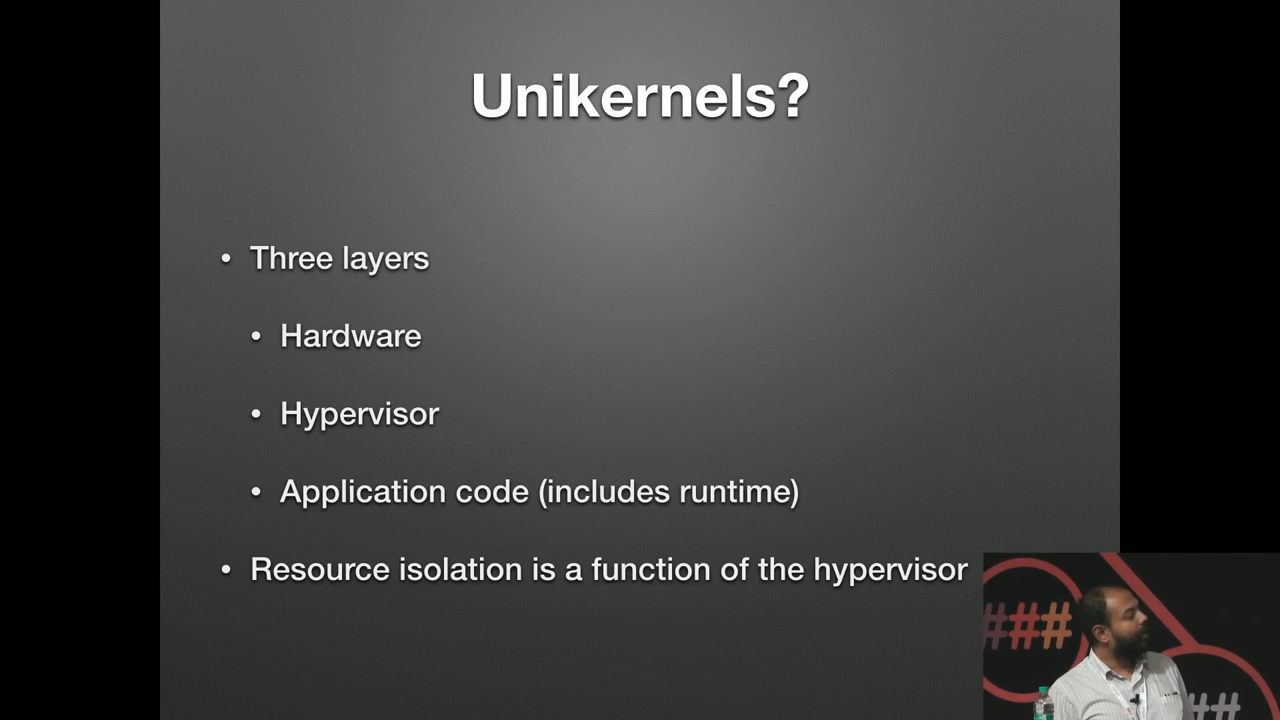 Unikernels?
• Three layers
• Hardware
• Hypervisor
• Application code (includes runtime)
• Resource isolation is a function of the hypervisor
###
##